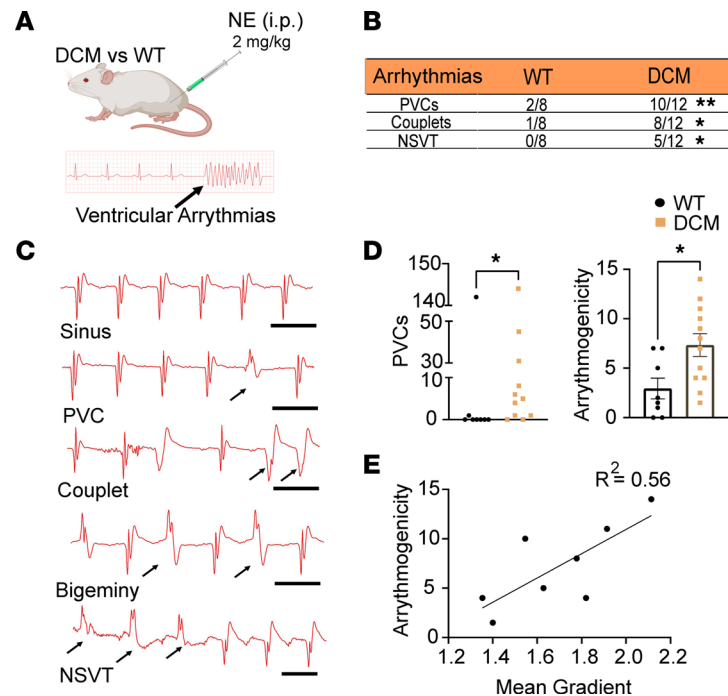 A
NE (i.p.)
2 mg/kg
DCM vs WT
Ventricular Arrythmias
B
Arrhythmias WT DCM
PVCs 2/8 10/12 **
Couplets 1/8 8/12 *
NSVT 0/8 5/12 *
C
Sinus
PVC
Couplet
Bigeminy
NSVT
WT
DCM
D
*
150
140
50
30
10
0
PVCs
*
15
10
5
0
Arrythmogenicity
E
R2= 0.56
15
10
5
0
Arrythmogenicity
1.2 1.4 1.6 1.8 2.0 2.2
Mean Gradient